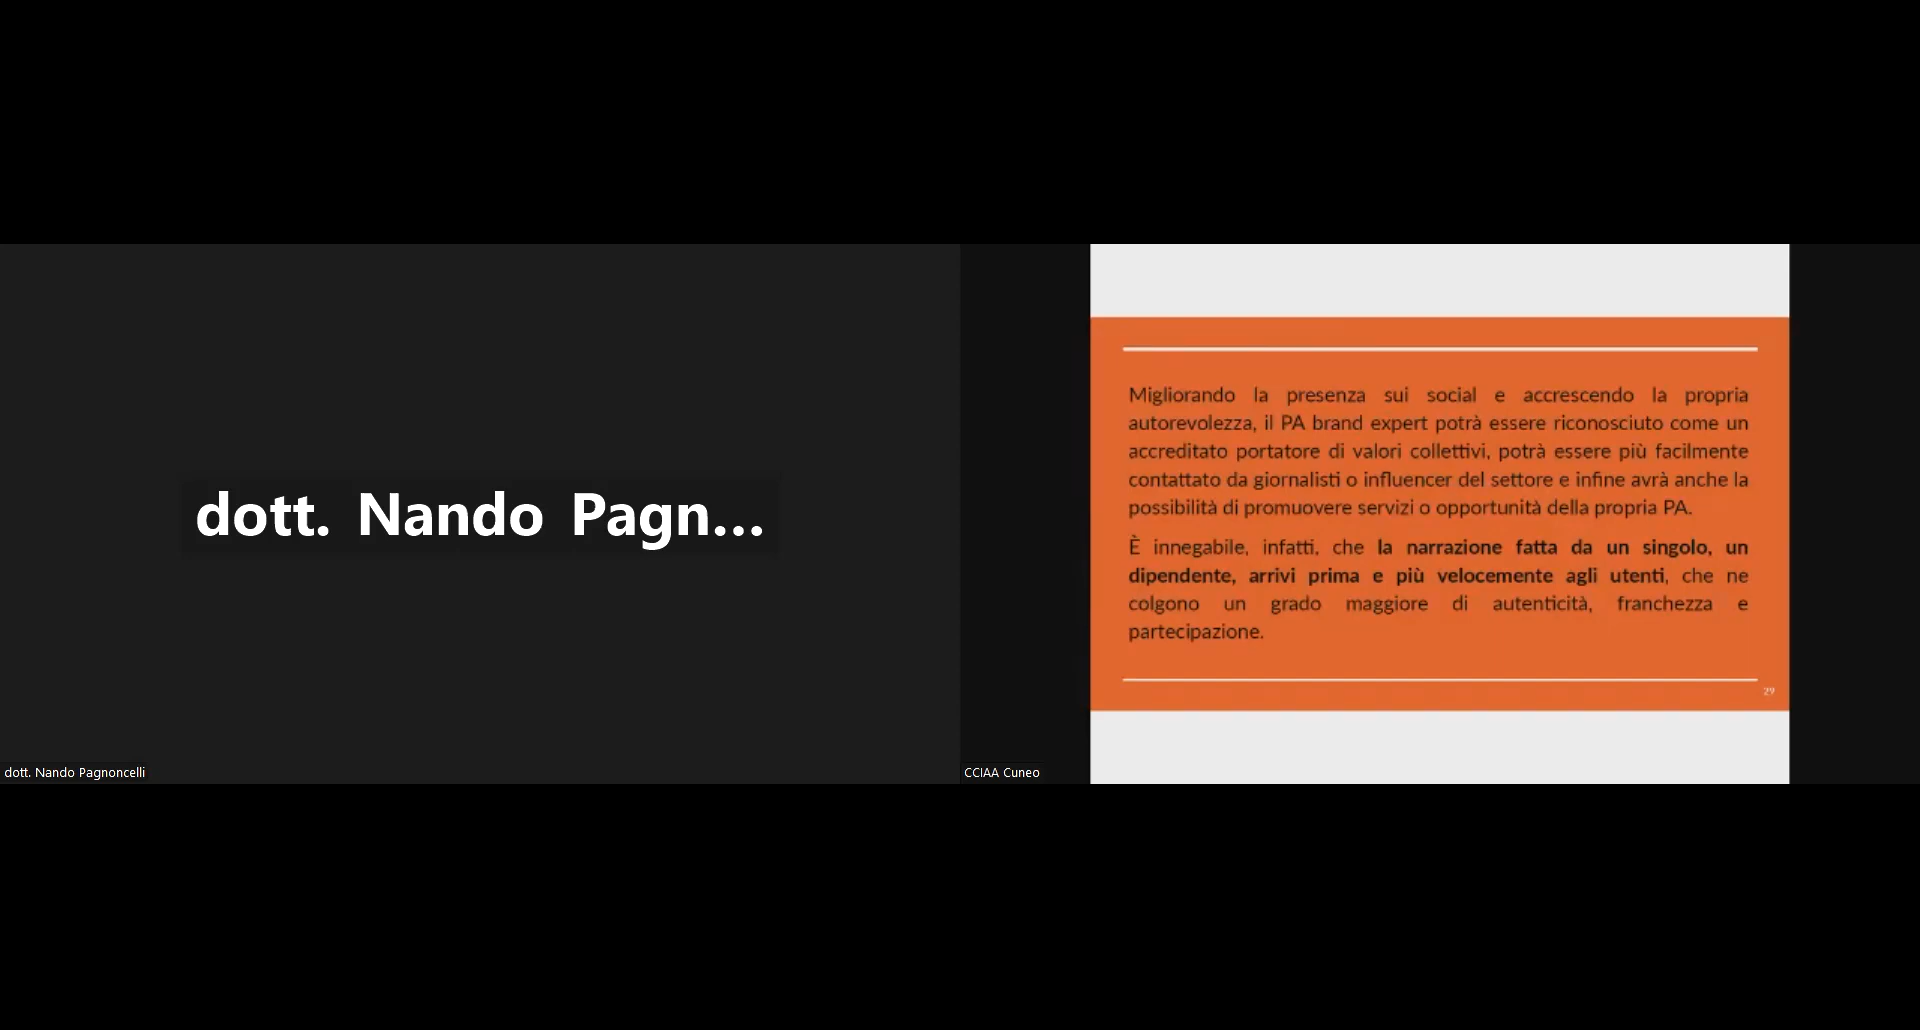 dott. Nando Pagn...
dott. Nando Pagnoncelli
Migliorando la presenza sui social e accrescendo la propria
autorevolezza, il PA brand expert potrà essere riconosciuto come un
accreditato portatore di valori collettivi, potrà essere più facilmente
contattato da giornalisti o influencer del settore e infine avrà anche la
possibilità di promuovere servizi o opportunità della propria PA.
È innegabile, infatti, che la narrazione fatta da un singolo, un
dipendente, arrivi prima e più velocemente agli utenti, che ne
colgono un grado maggiore di autenticità, franchezza e
partecipazione.
29
CCIAA Cuneo